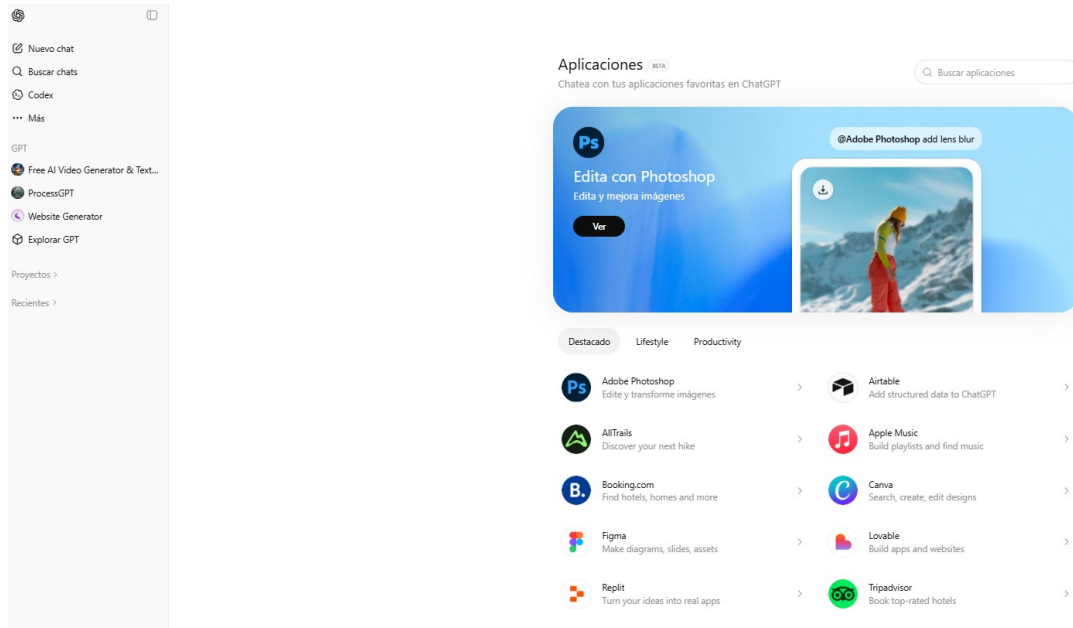 Nuevo chat
Buscar chats
Codex
Más
GPT
Free AI Video Generator & Text...
ProcessGPT
Website Generator
Explorar GPT
Proyectos
Recientes
Aplicaciones BETA
Chatea con tus aplicaciones favoritas en ChatGPT
Buscar aplicaciones
Ps
Edita con Photoshop
Edita y mejora imágenes
Ver
@Adobe Photoshop add lens blur
Destacado Lifestyle Productivity
Ps
Adobe Photoshop
Edite y transforme imágenes
Airtable
Add structured data to ChatGPT
AllTrails
Discover your next hike
Apple Music
Build playlists and find music
B.
Booking.com
Find hotels, homes and more
C
Canva
Search, create, edit designs
Figma
Make diagrams, slides, assets
Lovable
Build apps and websites
Replit
Turn your ideas into real apps
Tripadvisor
Book top-rated hotels